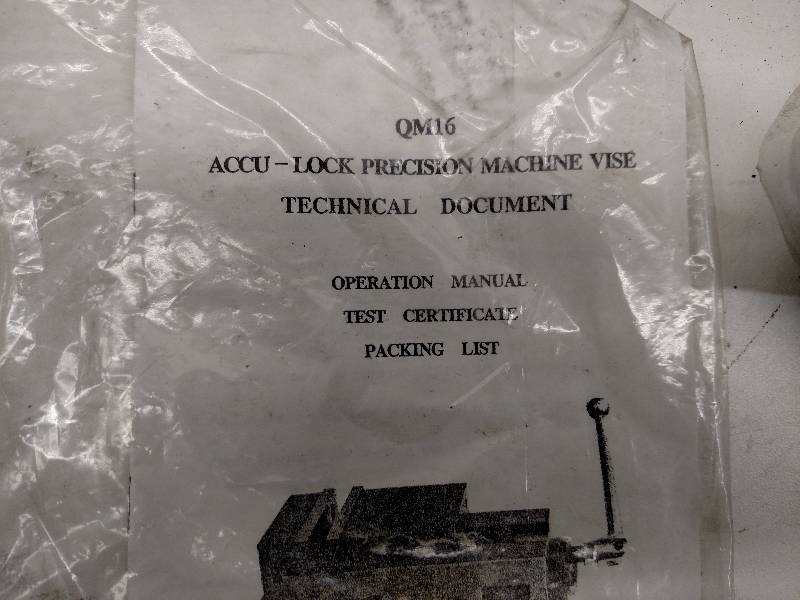 QM16
ACCU-LOCK PRECISION MACHINE VISE
TECHNICAL DOCUMENT
OPERATION MANUAL
TEST CERTIFICATE
PACKING LIST